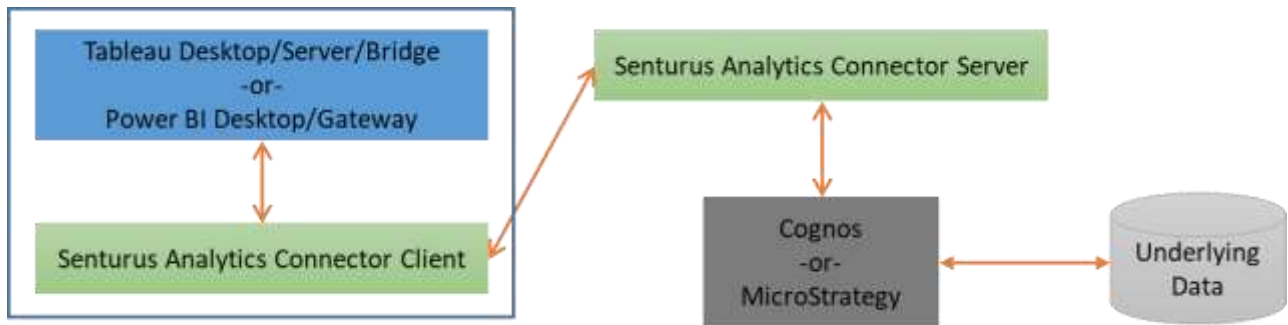 Tableau Desktop/Server/Bridge
-or-
Power BI Desktop/Gateway
Senturus Analytics Connector Client
Senturus Analytics Connector Server
Cognos
-or-
MicroStrategy
Underlying
Data